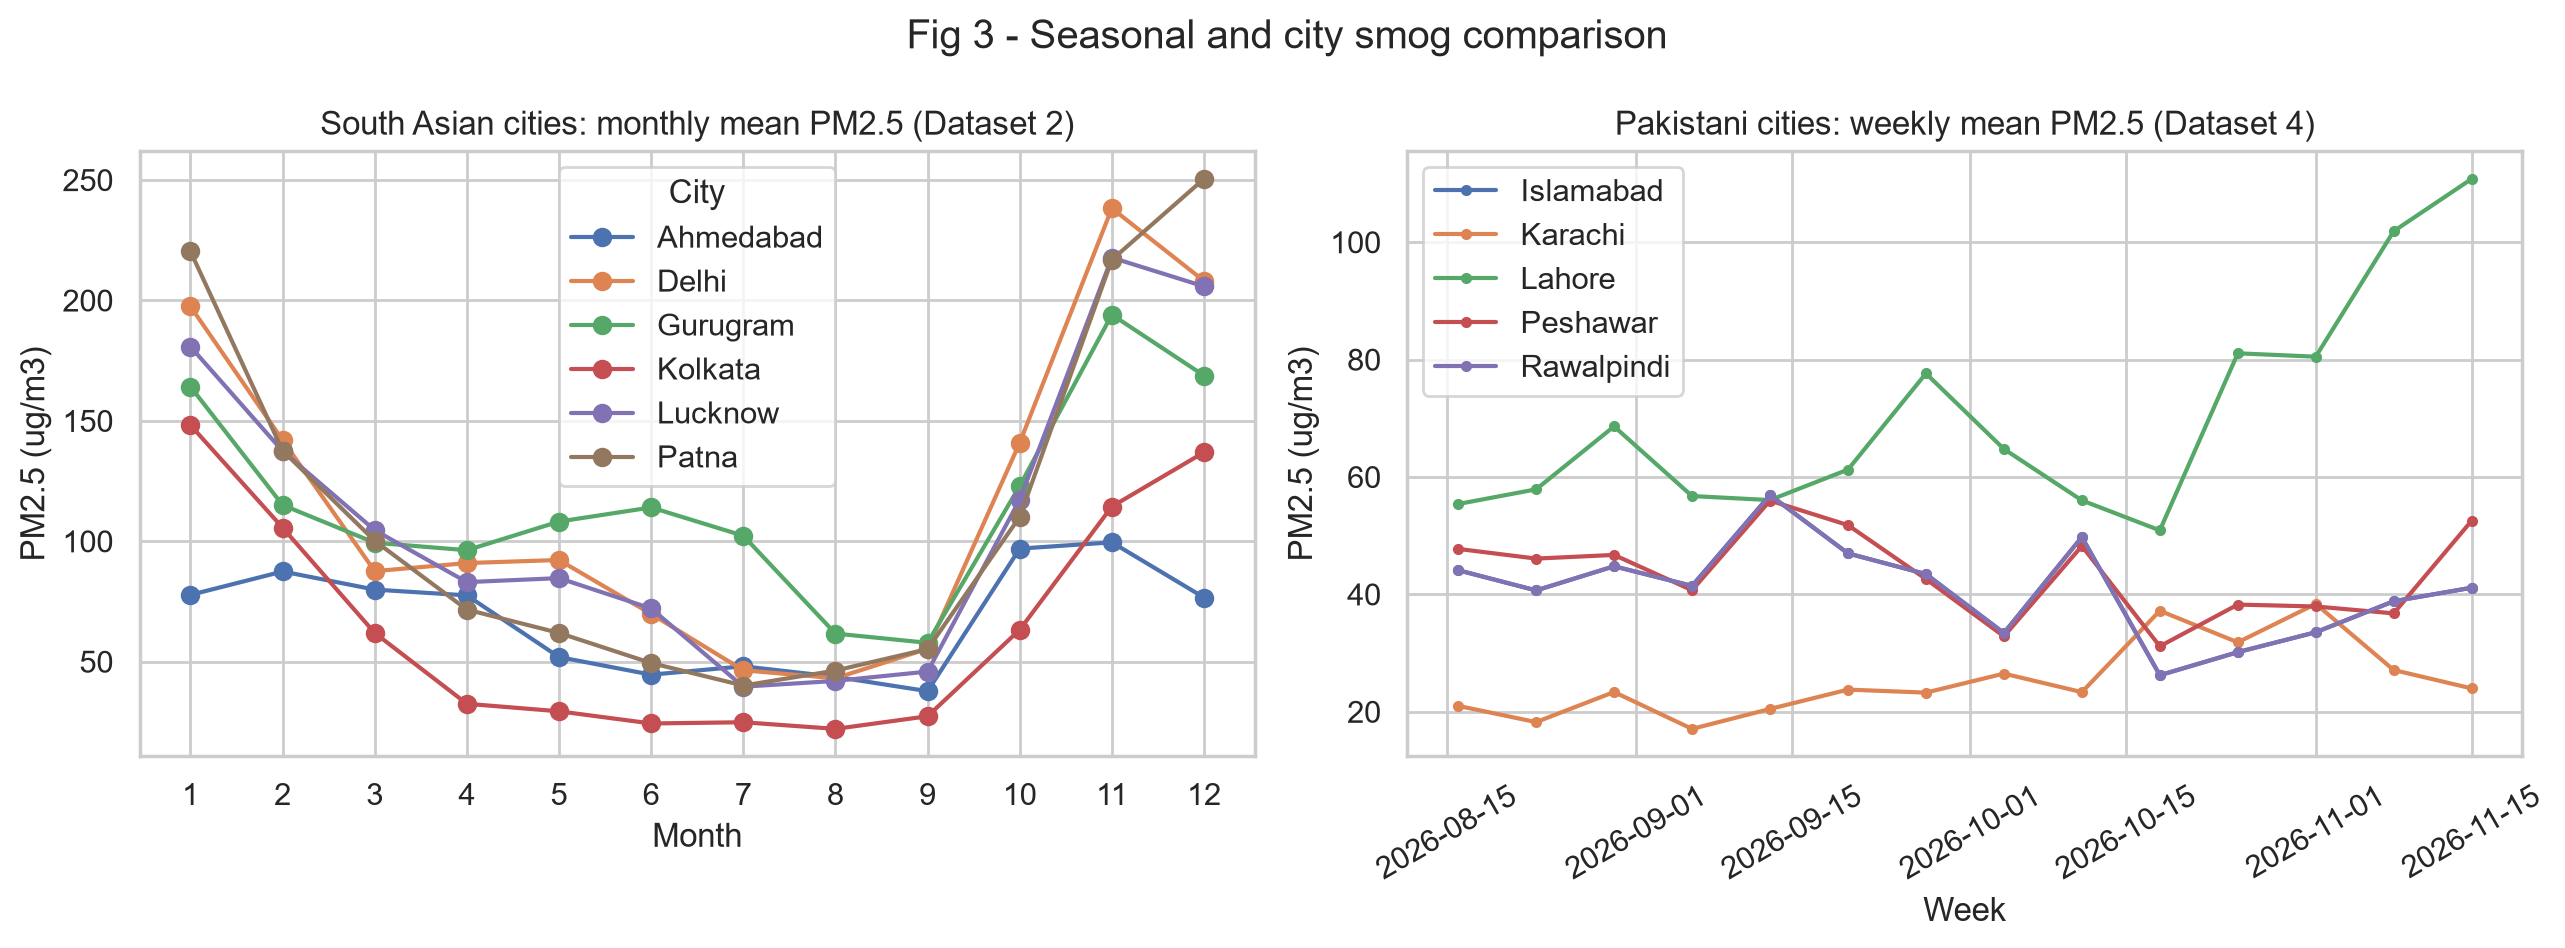 Fig 3 - Seasonal and city smog comparison
South Asian cities: monthly mean PM2.5 (Dataset 2)
PM2.5 (ug/m3)
250
200
150
100
50
City
Ahmedabad
Delhi
Gurugram
Kolkata
Lucknow
Patna
1 2 3 4 5 6 7 8 9 10 11 12
Month
Pakistani cities: weekly mean PM2.5 (Dataset 4)
PM2.5 (ug/m3)
100
80
60
40
20
Islamabad
Karachi
Lahore
Peshawar
Rawalpindi
2026-08-15 2026-09-01 2026-09-15 2026-10-01 2026-10-15 2026-11-01 2026-11-15
Week